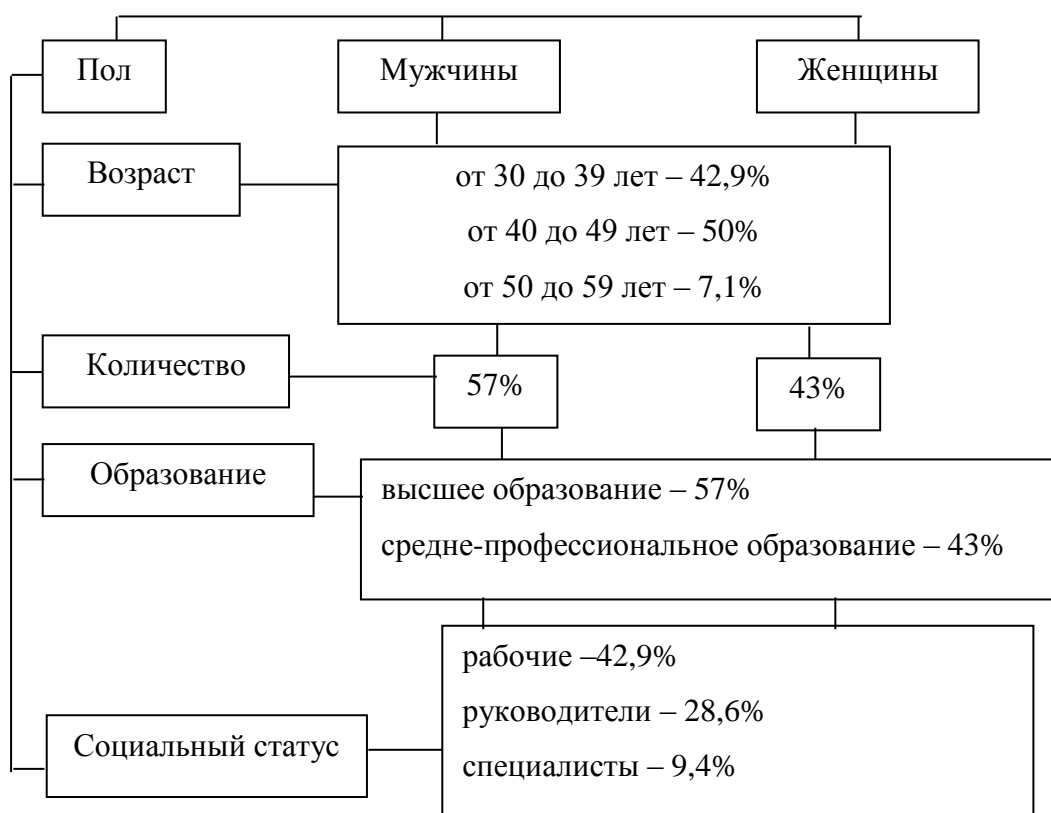 Пол
Мужчины
Женщины
Возраст
от 30 до 39 лет – 42,9%
от 40 до 49 лет – 50%
от 50 до 59 лет – 7,1%
Количество
57%
43%
Образование
высшее образование – 57%
средне-профессиональное образование – 43%
Социальный статус
рабочие –42,9%
руководители – 28,6%
специалисты – 9,4%